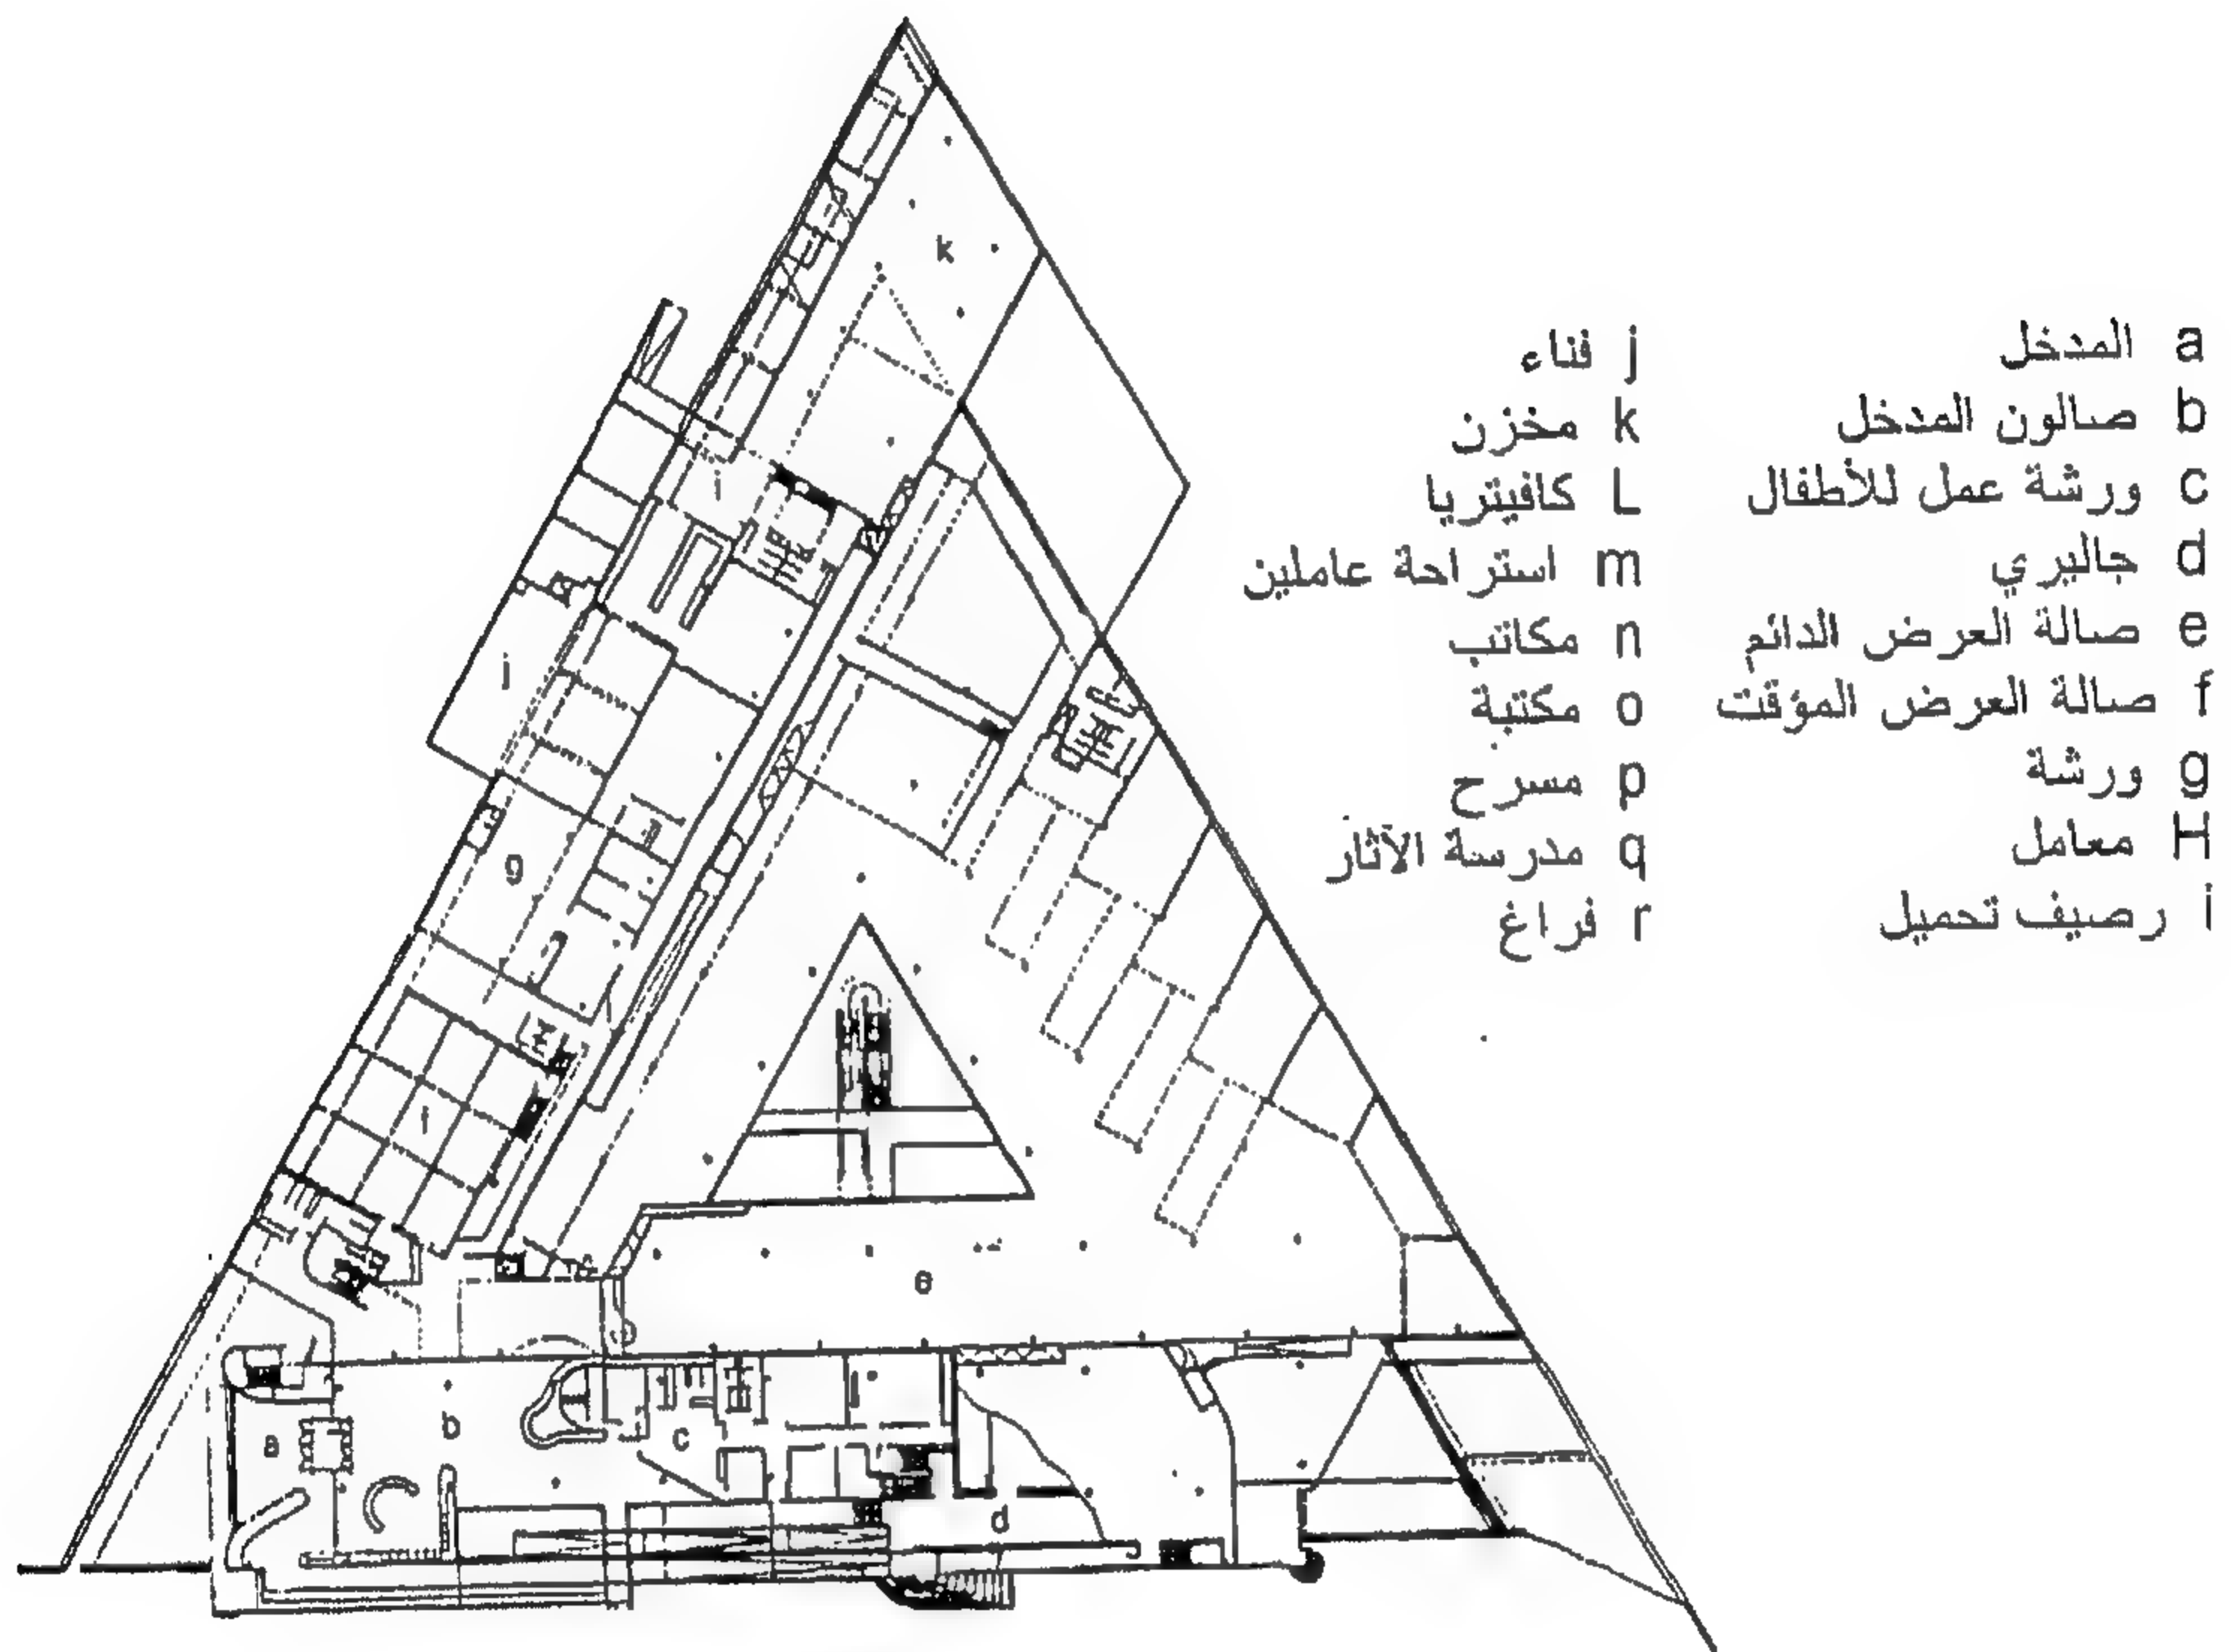 a المدخل
b صالون المدخل
c ورشة عمل للأطفال
d جاليري
e صالة العرض الدائم
f صالة العرض المؤقت
g ورشة
H معامل
i رصيف تحميل
j فناء
k مخزن
L كافيتريا
m استراحة عاملين
n مكاتب
o مكتبة
p مسرح
q مدرسة الآثار
r فراغ
k
i
j
g
f
e
a
b
c
d